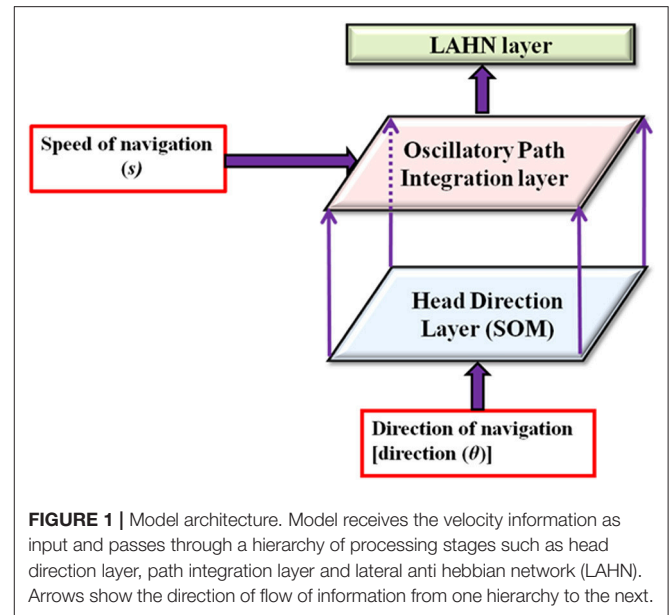 LAHN layer
Speed of navigation
(s)
Oscillatory Path
Integration layer
Head Direction
Layer (SOM)
Direction of navigation
[direction (θ)]
FIGURE 1 | Model architecture. Model receives the velocity information as
input and passes through a hierarchy of processing stages such as head
direction layer, path integration layer and lateral anti hebbian network (LAHN).
Arrows show the direction of flow of information from one hierarchy to the next.